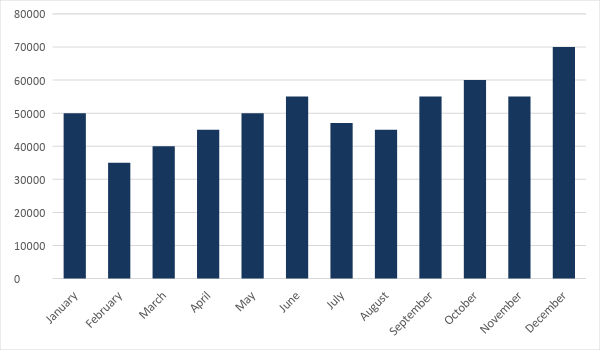 80000
70000
60000
50000
40000
30000
20000
10000
0
January
February
March
April
May
June
July
August
September
October
November
December